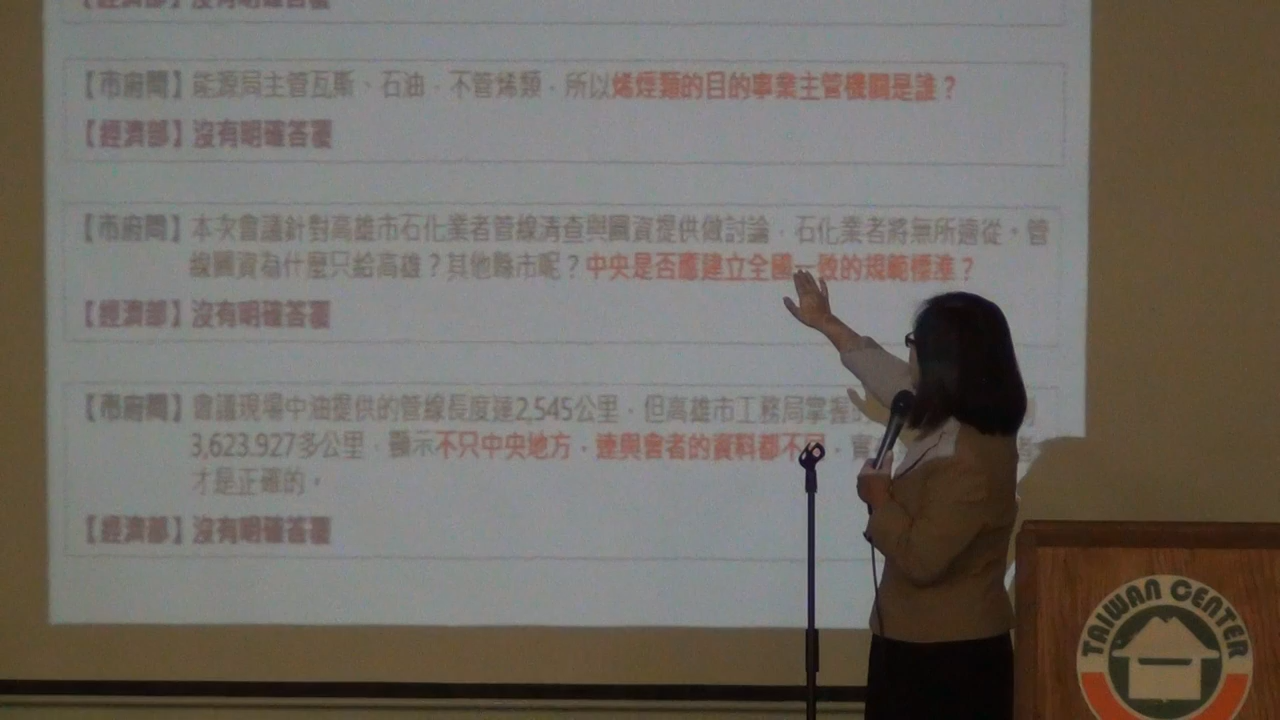 【經濟部】沒有明確答覆
【市府問】能源局主管瓦斯、石油,不管烯類,所以烯烴類的目的事業主管機關是誰?
【經濟部】沒有明確答覆
【市府問】本次會議針對高雄市石化業者管線清查與圖資提供做討論,石化業者將無所適從。管
線圖資為什麼只給高雄?其他縣市呢?中央是否應建立全國一致的規範標準?
【經濟部】沒有明確答覆
【市府問】會議現場中油提供的管線長度達2,545公里,但高雄市工務局掌握
3,623.927多公里,顯示不只中央地方,連與會者的資料都不同,
才是正確的。
【經濟部】沒有明確答覆
TAIWAN CENTER